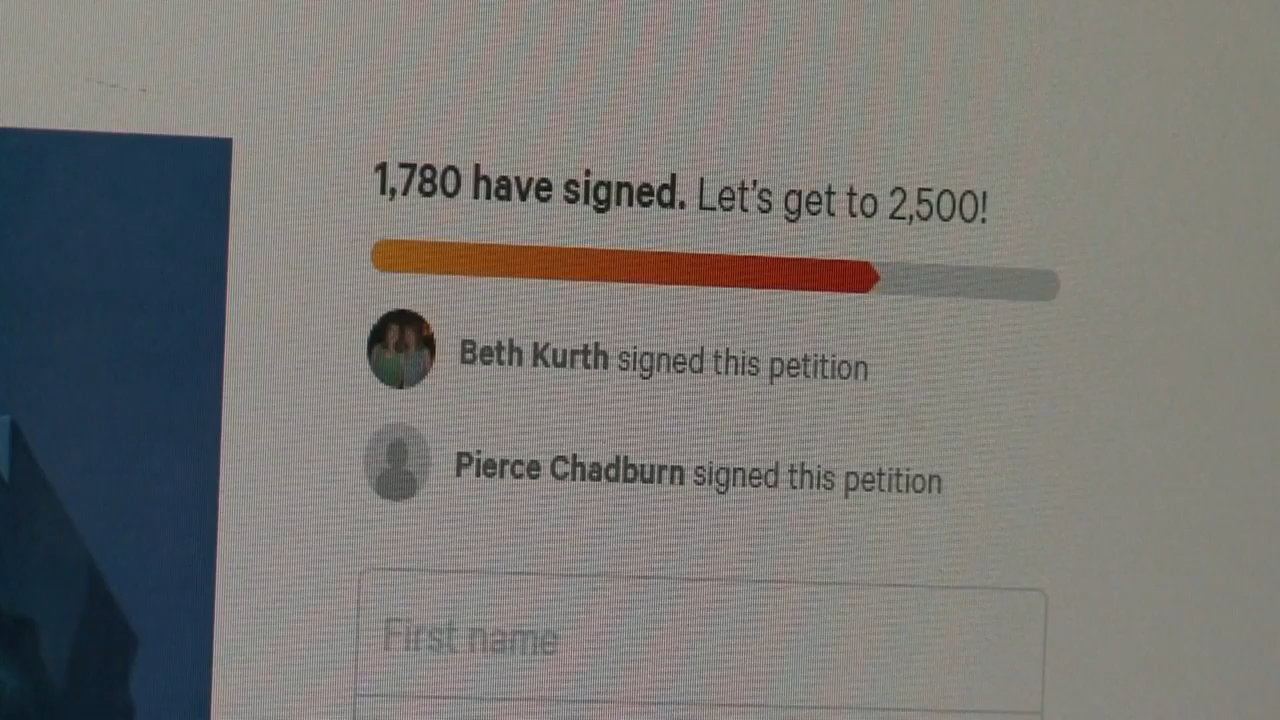 1,780 have signed. Let's get to 2,500!
Beth Kurth signed this petition
Pierce Chadburn signed this petition
First name